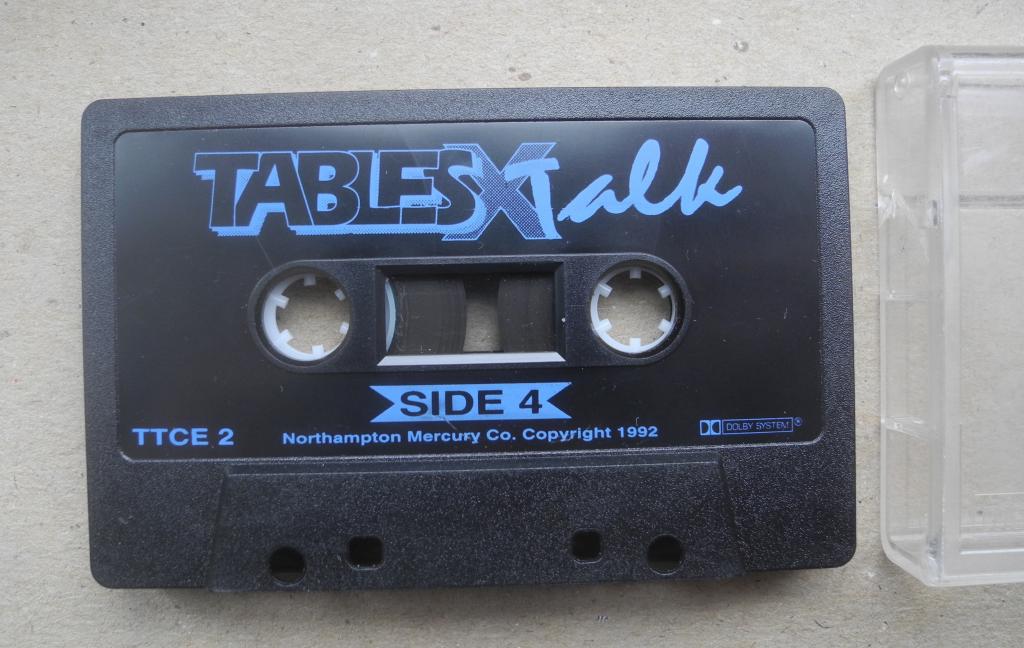 TABLES X Talk
SIDE 4
TTCE 2
Northampton Mercury Co. Copyright 1992
DOLBY SYSTEM®